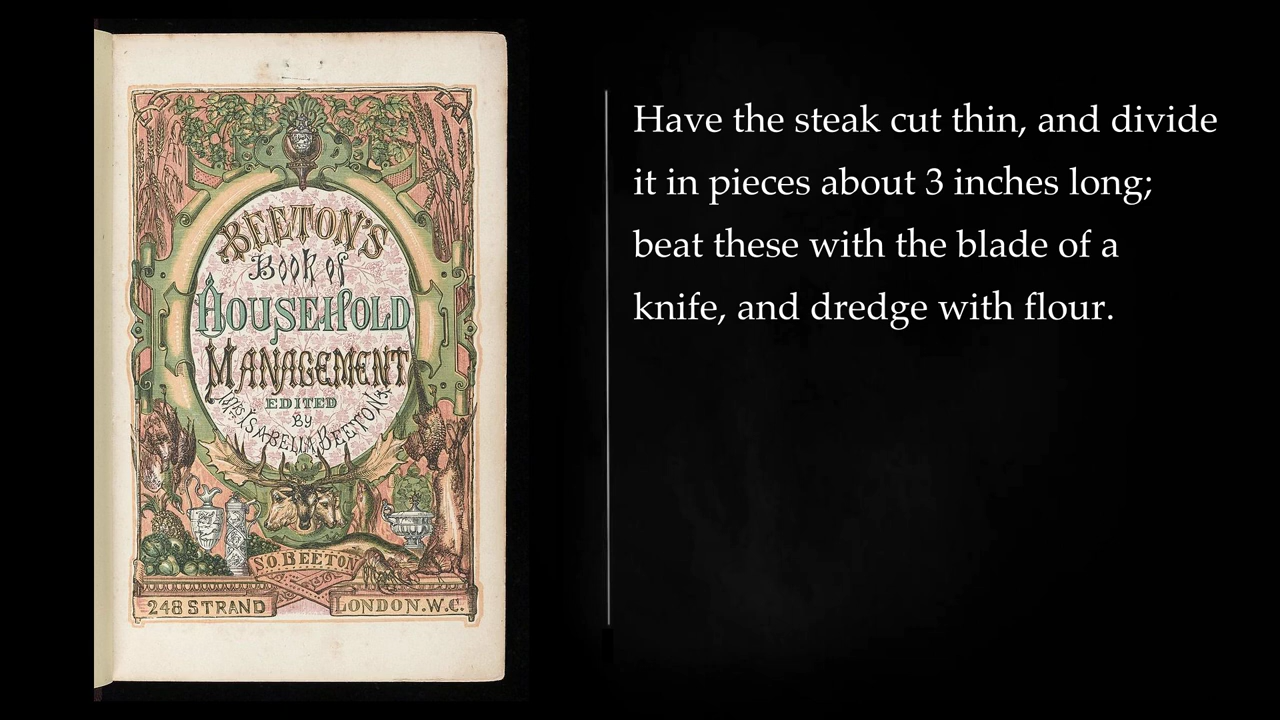 BEETON'S
Book of
HOUSEHOLD
MANAGEMENT
EDITED
BY
MRS ISABELLA BEETON
S.O. BEETON
248 STRAND
LONDON. W.C.
Have the steak cut thin, and divide
it in pieces about 3 inches long;
beat these with the blade of a
knife, and dredge with flour.